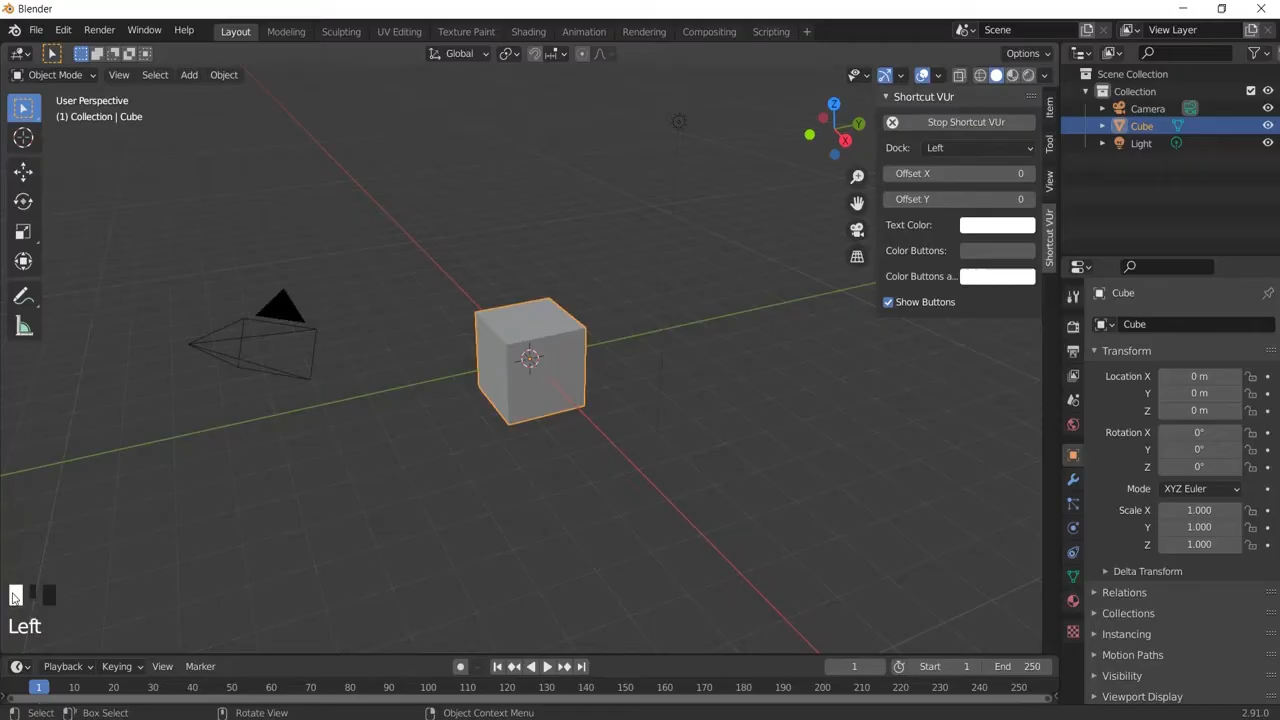 Blender
File Edit Render Window Help
Layout Modeling Sculpting UV Editing Texture Paint Shading Animation Rendering Compositing Scripting +
Scene
View Layer
Global
Options
Object Mode View Select Add Object
User Perspective
(1) Collection | Cube
Z
Y
X
Shortcut VUr
Stop Shortcut VUr
Dock: Left
Offset X 0
Offset Y 0
Text Color:
Color Buttons:
Color Buttons a...
Show Buttons
Item
Tool
View
Shortcut VUr
Scene Collection
Collection
Camera
Cube
Light
Cube
Cube
Transform
Location X 0 m
Y 0 m
Z 0 m
Rotation X 0°
Y 0°
Z 0°
Mode XYZ Euler
Scale X 1.000
Y 1.000
Z 1.000
Delta Transform
Relations
Collections
Instancing
Motion Paths
Visibility
Viewport Display
Left
Playback Keying View Marker
1 Start 1 End 250
1 10 20 30 40 50 60 70 80 90 100 110 120 130 140 150 160 170 180 190 200 210 220 230 240 250
Select Box Select Rotate View Object Context Menu
2.91.0